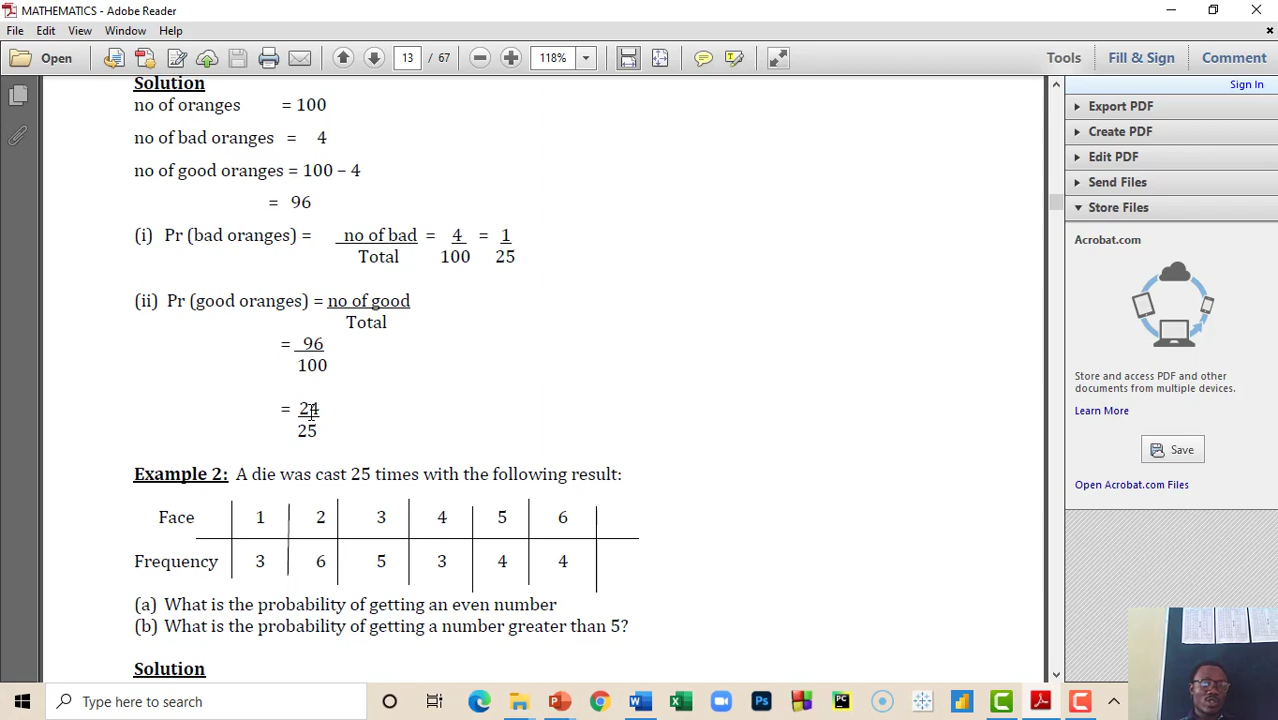 MATHEMATICS - Adobe Reader
File Edit View Window Help
Open 13 / 67 118% Tools Fill & Sign Comment
Sign In
Export PDF
Create PDF
Edit PDF
Send Files
Store Files
Acrobat.com
Store and access PDF and other
documents from multiple devices.
Learn More
Save
Open Acrobat.com Files
Solution
no of oranges = 100
no of bad oranges = 4
no of good oranges = 100 – 4
= 96
(i) Pr (bad oranges) = no of bad = 4 = 1
Total 100 25
(ii) Pr (good oranges) = no of good
Total
= 96
100
= 24
25
Example 2: A die was cast 25 times with the following result:
Face 1 2 3 4 5 6
Frequency 3 6 5 3 4 4
(a) What is the probability of getting an even number
(b) What is the probability of getting a number greater than 5?
Solution
Type here to search